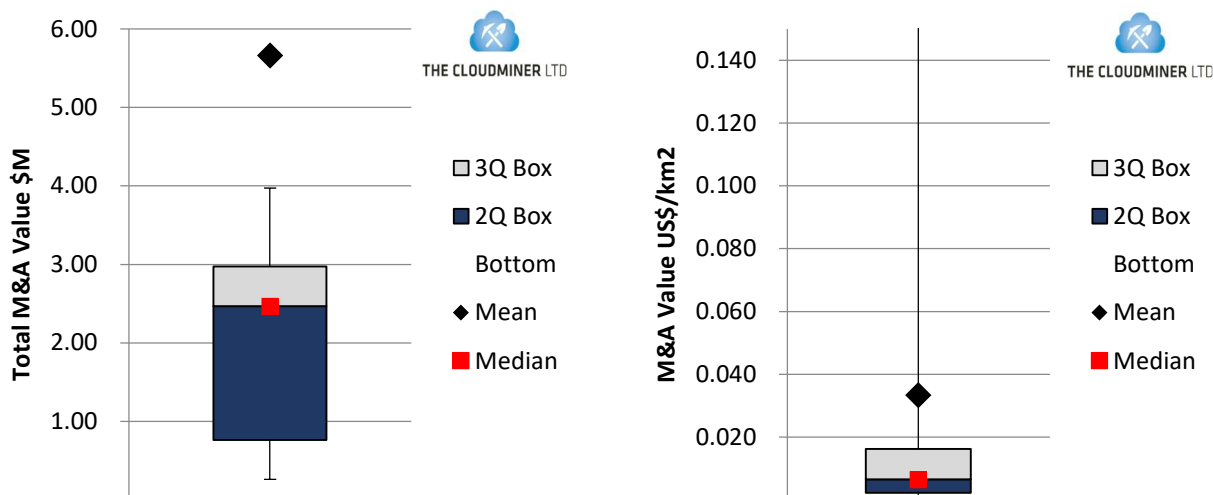 Total M&A Value $M
6.00
5.00
4.00
3.00
2.00
1.00
THE CLOUDMINER LTD
3Q Box
2Q Box
Bottom
Mean
Median
M&A Value US$/km2
0.140
0.120
0.100
0.080
0.060
0.040
0.020
THE CLOUDMINER LTD
3Q Box
2Q Box
Bottom
Mean
Median